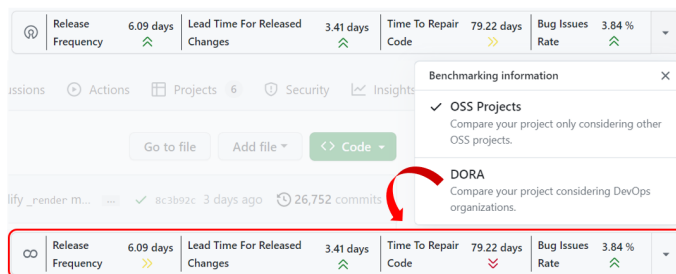 Release Frequency 6.09 days Lead Time For Released Changes 3.41 days Time To Repair Code 79.22 days Bug Issues Rate 3.84 %
Benchmarking information
ussions Actions Projects 6 Security Insights
OSS Projects
Compare your project only considering other
OSS projects.
Go to file Add file Code
DORA
Compare your project considering DevOps
organizations.
dify _render m... ... 8c3b92c 3 days ago 26,752 commits
Release Frequency 6.09 days Lead Time For Released Changes 3.41 days Time To Repair Code 79.22 days Bug Issues Rate 3.84 %